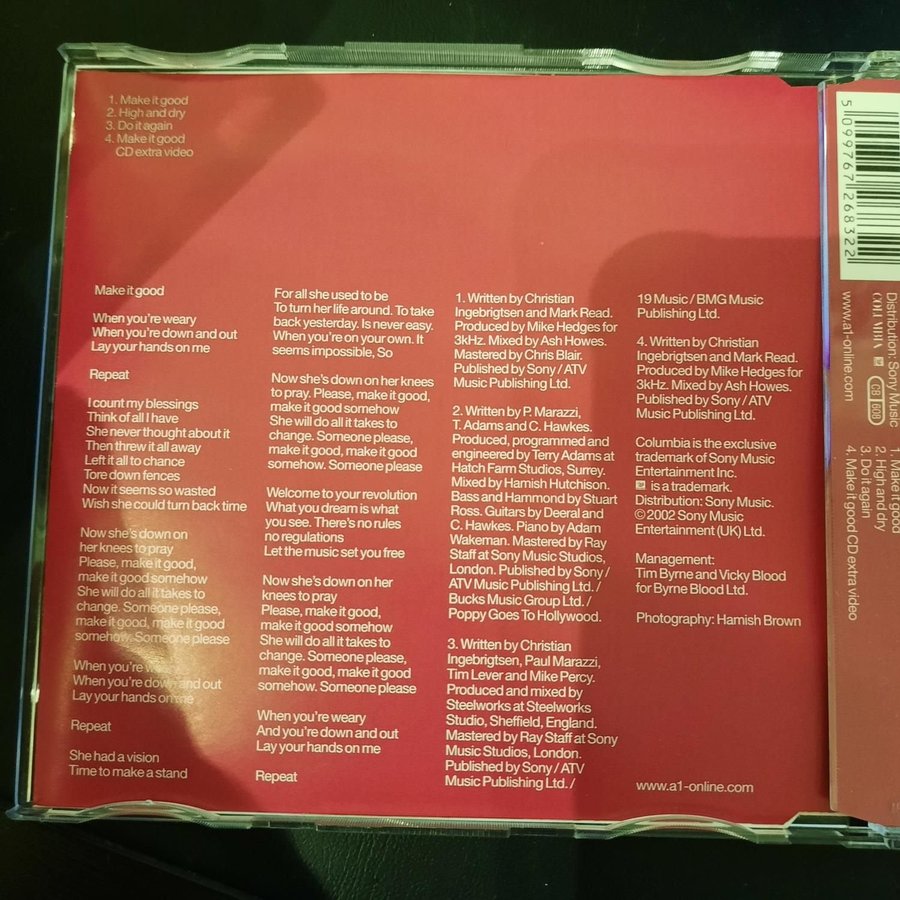 1. Make it good
2. High and dry
3. Do it again
4. Make it good
CD extra video
Make it good
When you're weary
When you're down and out
Lay your hands on me
Repeat
I count my blessings
Think of all I have
She never thought about it
Then threw it all away
Left it all to chance
Tore down fences
Now it seems so wasted
Wish she could turn back time
Now she's down on
her knees to pray
Please, make it good,
make it good somehow
She will do all it takes to
change. Someone please,
make it good, make it good
somehow. Someone please
When you're weary
When you're down and out
Lay your hands on me
Repeat
She had a vision
Time to make a stand
For all she used to be
To turn her life around. To take
back yesterday. Is never easy.
When you're on your own. It
seems impossible, So
Now she's down on her knees
to pray. Please, make it good,
make it good somehow
She will do all it takes to
change. Someone please,
make it good, make it good
somehow. Someone please
Welcome to your revolution
What you dream is what
you see. There's no rules
no regulations
Let the music set you free
Now she's down on her
knees to pray
Please, make it good,
make it good somehow
She will do all it takes to
change. Someone please,
make it good, make it good
somehow. Someone please
When you're weary
And you're down and out
Lay your hands on me
Repeat
1. Written by Christian
Ingebrigtsen and Mark Read.
Produced by Mike Hedges for
3kHz. Mixed by Ash Howes.
Mastered by Chris Blair.
Published by Sony / ATV
Music Publishing Ltd.
2. Written by P. Marazzi,
T. Adams and C. Hawkes.
Produced, programmed and
engineered by Terry Adams at
Hatch Farm Studios, Surrey.
Mixed by Hamish Hutchison.
Bass and Hammond by Stuart
Ross. Guitars by Deeral and
C. Hawkes. Piano by Adam
Wakeman. Mastered by Ray
Staff at Sony Music Studios,
London. Published by Sony /
ATV Music Publishing Ltd. /
Bucks Music Group Ltd. /
Poppy Goes To Hollywood.
3. Written by Christian
Ingebrigtsen, Paul Marazzi,
Tim Lever and Mike Percy.
Produced and mixed by
Steelworks at Steelworks
Studio, Sheffield, England.
Mastered by Ray Staff at Sony
Music Studios, London.
Published by Sony / ATV
Music Publishing Ltd. /
19 Music / BMG Music
Publishing Ltd.
4. Written by Christian
Ingebrigtsen and Mark Read.
Produced by Mike Hedges for
3kHz. Mixed by Ash Howes.
Published by Sony / ATV
Music Publishing Ltd.
Columbia is the exclusive
trademark of Sony Music
Entertainment Inc.
is a trademark.
Distribution: Sony Music.
© 2002 Sony Music
Entertainment (UK) Ltd.
Management:
Tim Byrne and Vicky Blood
for Byrne Blood Ltd.
Photography: Hamish Brown
www.a1-online.com
5 099767 268322
Distribution: Sony Music
COLUMBIA
GB 608
www.a1-online.com
1. Make it good
2. High and dry
3. Do it again
4. Make it good CD extra video